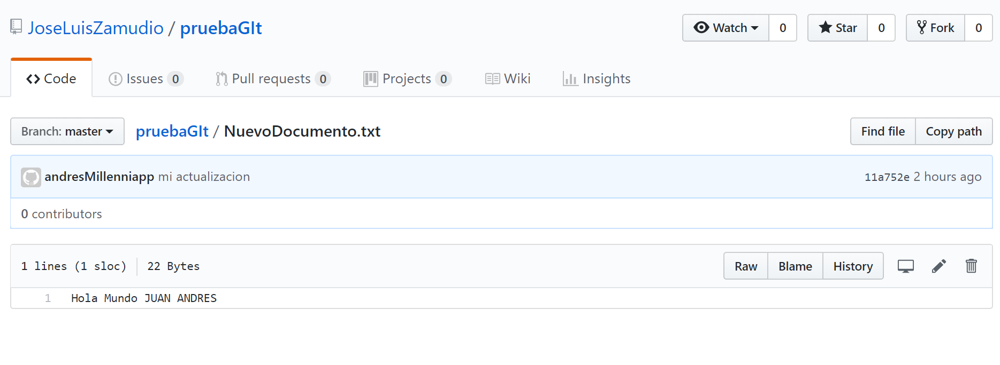 JoseLuisZamudio / pruebaGIt
Watch 0 Star 0 Fork 0
Code Issues 0 Pull requests 0 Projects 0 Wiki Insights
Branch: master pruebaGIt / NuevoDocumento.txt Find file Copy path
andresMillenniapp mi actualizacion 11a752e 2 hours ago
0 contributors
1 lines (1 sloc) 22 Bytes Raw Blame History
1 Hola Mundo JUAN ANDRES